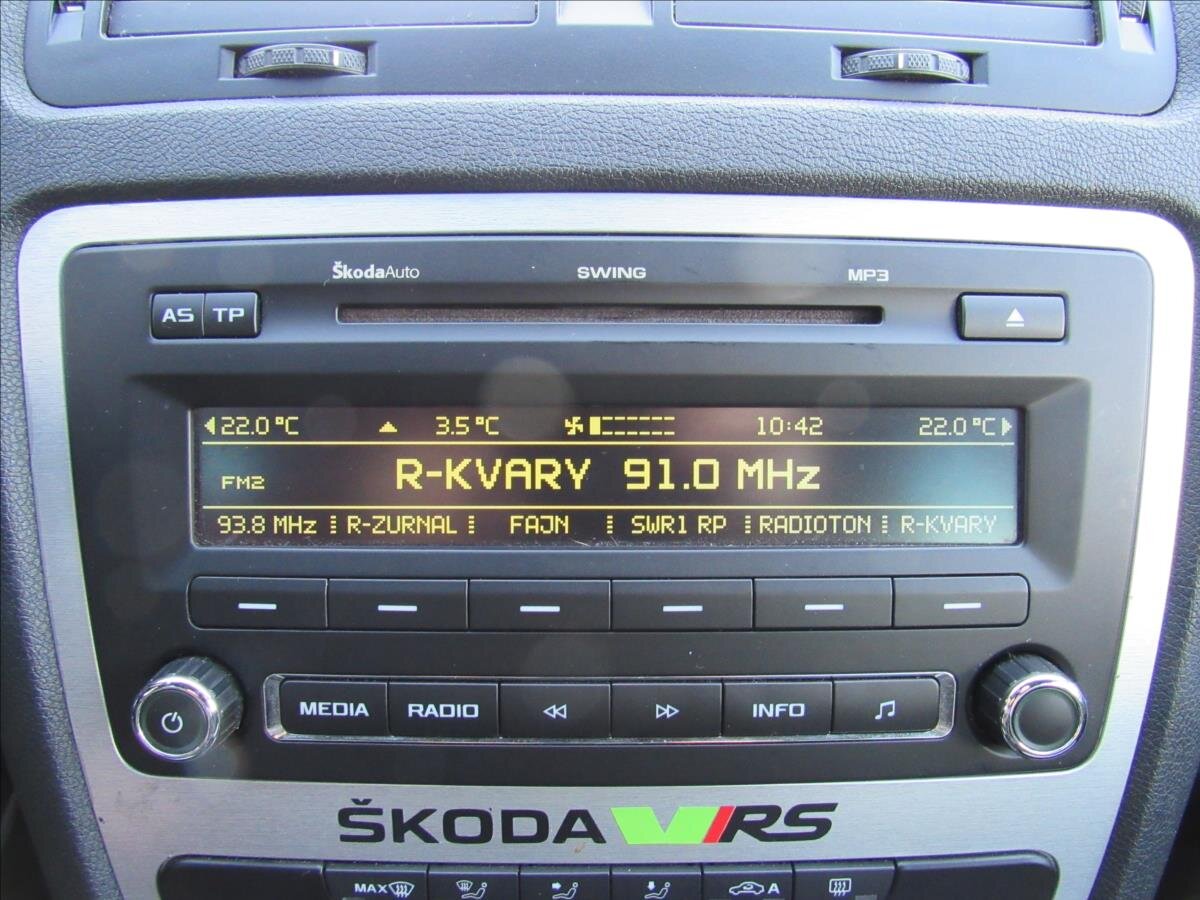 ŠkodaAuto SWING MP3
AS TP
22.0 °C 3.5 °C 10:42 22.0 °C
FM2 R-KVARY 91.0 MHz
93.8 MHz R-ZURNAL FAJN SWR1 RP RADIOTON R-KVARY
MEDIA RADIO INFO
ŠKODA VRS
MAX A